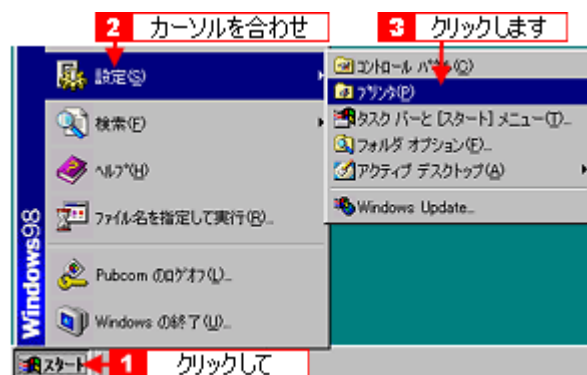 2 カーソルを合わせ
3 クリックします
設定(S)
検索(F)
ヘルプ(H)
ファイル名を指定して実行(R)...
Pubcom のログオフ(L)...
Windows の終了(U)...
Windows98
コントロール パネル(C)
プリンタ(P)
タスク バーと [スタート] メニュー(T)...
フォルダ オプション(F)...
アクティブ デスクトップ(A)
Windows Update...
スタート
1 クリックして